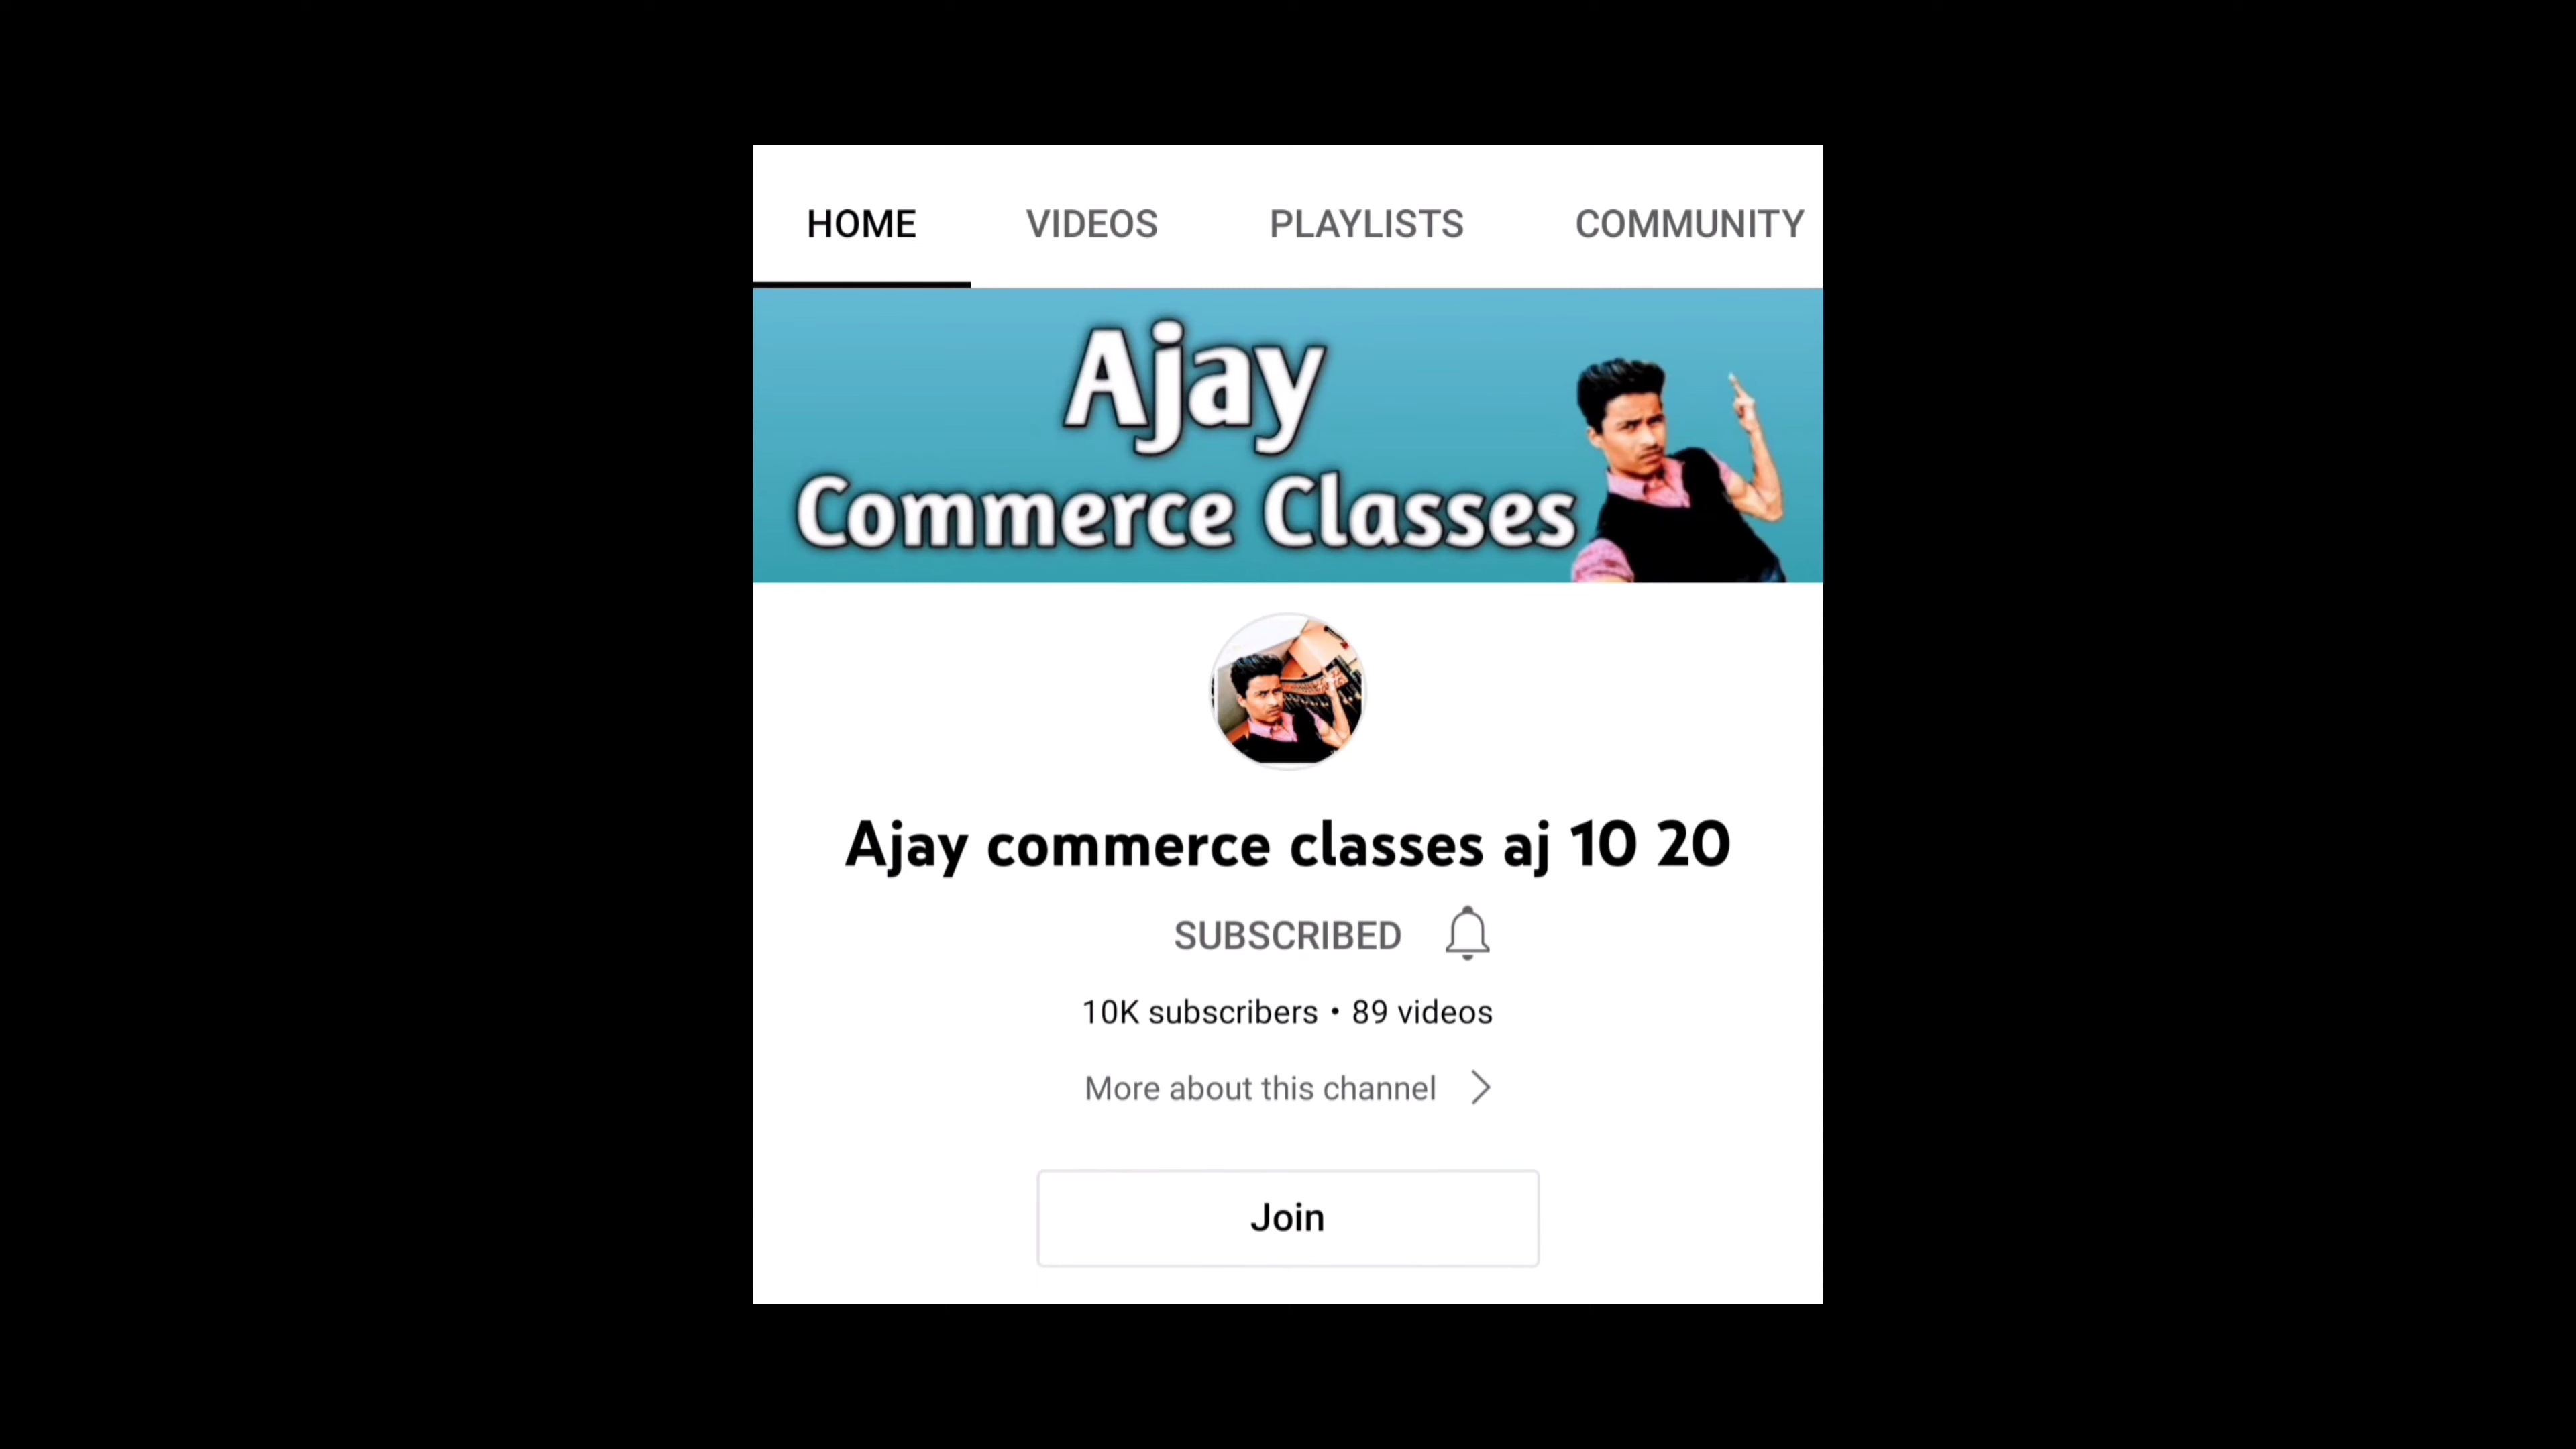 HOME VIDEOS PLAYLISTS COMMUNITY
Ajay
Commerce Classes
Ajay commerce classes aj 10 20
SUBSCRIBED
10K subscribers • 89 videos
More about this channel
Join